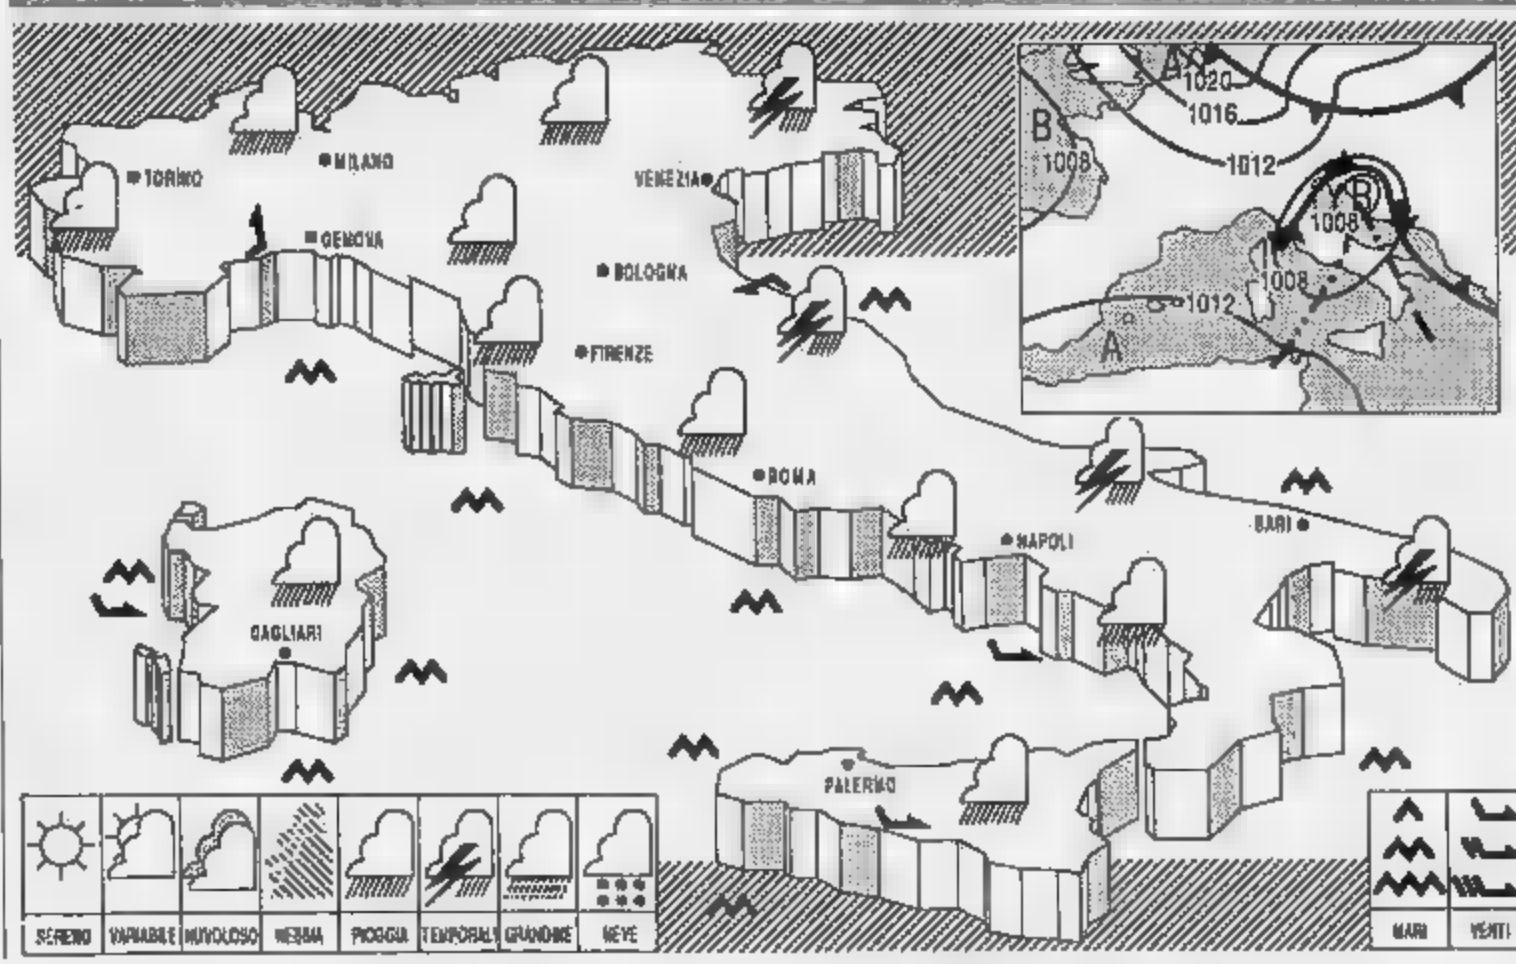 TORINO
MILANO
VENEZIA
GENOVA
BOLOGNA
FIRENZE
ROMA
NAPOLI
BARI
CAGLIARI
PALERMO
A
1020
1016
B
1008
1012
B
1008
1008
1012
A
SERENO VARIABILE NUVOLOSO NEBBIA PIOGGIA TEMPORALI GRANDINE NEVE
MARI VENTI